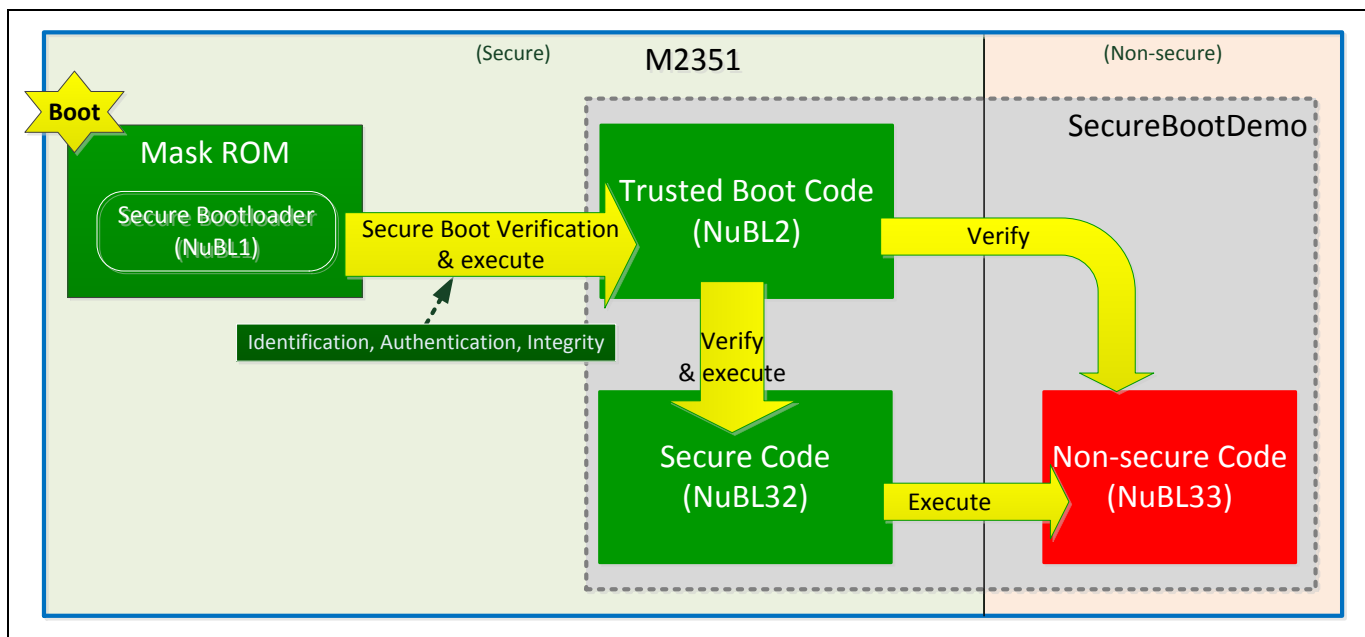 (Secure)
M2351
(Non-secure)
Boot
SecureBootDemo
Mask ROM
Secure Bootloader
(NuBL1)
Secure Boot Verification
& execute
Identification, Authentication, Integrity
Trusted Boot Code
(NuBL2)
Verify
Verify
& execute
Secure Code
(NuBL32)
Execute
Non-secure Code
(NuBL33)